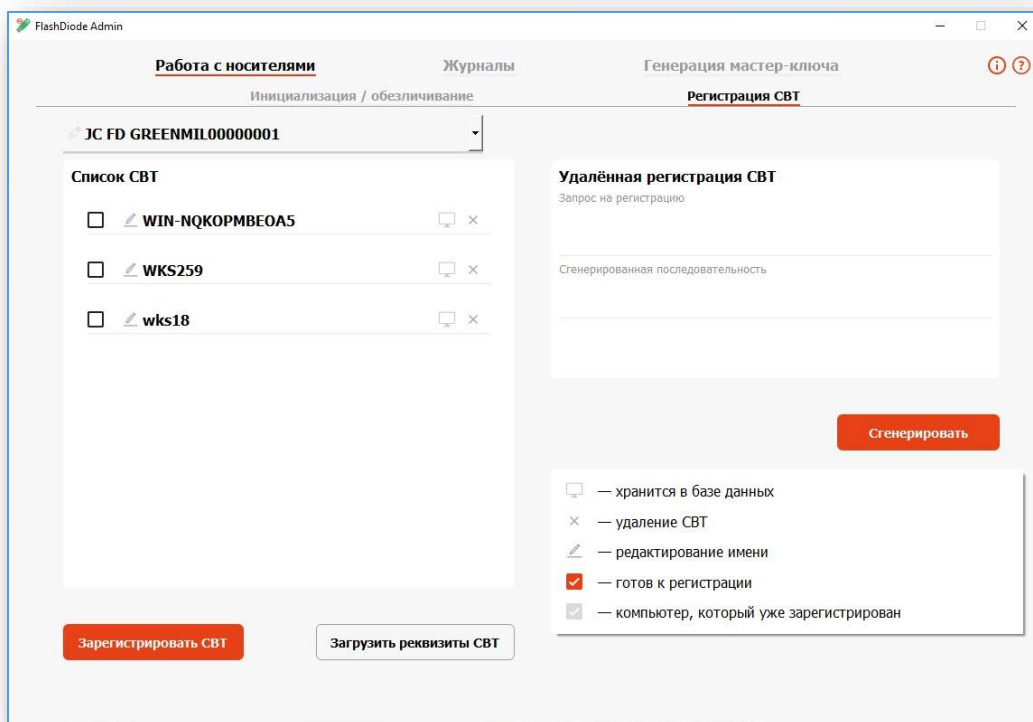 FlashDiode Admin
Работа с носителями
Журналы
Генерация мастер-ключа
Инициализация / обезличивание
Регистрация СВТ
JC FD GREENMIL00000001
Список СВТ
WIN-NQKOPMBEOA5
WKS259
wks18
Зарегистрировать СВТ
Загрузить реквизиты СВТ
Удалённая регистрация СВТ
Запрос на регистрацию
Сгенерированная последовательность
Сгенерировать
— хранится в базе данных
— удаление СВТ
— редактирование имени
— готов к регистрации
— компьютер, который уже зарегистрирован